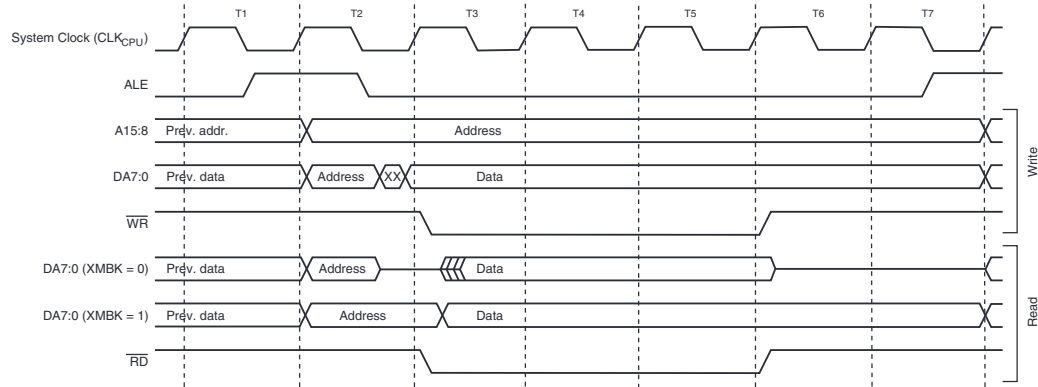 T1 T2 T3 T4 T5 T6 T7
System Clock (CLKCPU)
ALE
A15:8 Prev. addr. Address
DA7:0 Prev. data Address XX Data
WR
Write
DA7:0 (XMBK = 0) Prev. data Address Data
DA7:0 (XMBK = 1) Prev. data Address Data
RD
Read